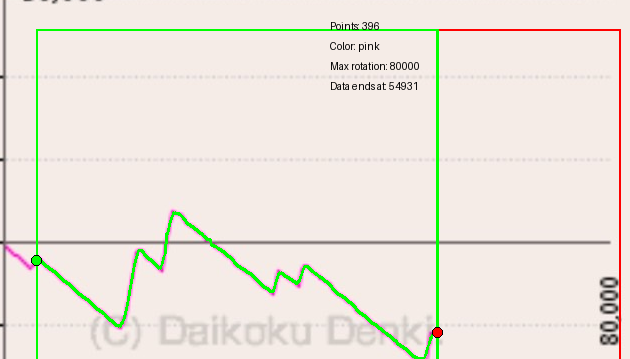 Points: 396
Color: pink
Max rotation: 80000
Data ends at: 54931
80,000
(C) Daikoku Denki